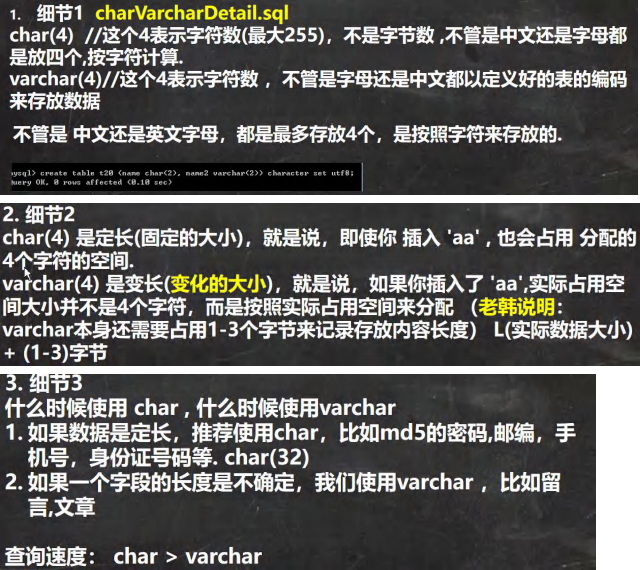 1. 细节1 charVarcharDetail.sql
char(4) //这个4表示字符数(最大255)，不是字节数 ,不管是中文还是字母都
是放四个,按字符计算.
varchar(4)//这个4表示字符数 ，不管是字母还是中文都以定义好的表的编码
来存放数据
不管是 中文还是英文字母，都是最多存放4个，是按照字符来存放的.
mysql> create table t20 (name char(2), name2 varchar(2)) character set utf8;
Query OK, 0 rows affected (0.10 sec)
2. 细节2
char(4) 是定长(固定的大小)，就是说，即使你 插入 'aa' , 也会占用 分配的
4个字符的空间.
varchar(4) 是变长(变化的大小)，就是说，如果你插入了 'aa',实际占用空
间大小并不是4个字符，而是按照实际占用空间来分配 （老韩说明：
varchar本身还需要占用1-3个字节来记录存放内容长度） L(实际数据大小)
+ (1-3)字节
3. 细节3
什么时候使用 char , 什么时候使用varchar
1. 如果数据是定长，推荐使用char，比如md5的密码,邮编，手
机号，身份证号码等. char(32)
2. 如果一个字段的长度是不确定，我们使用varchar ，比如留
言,文章
查询速度： char > varchar